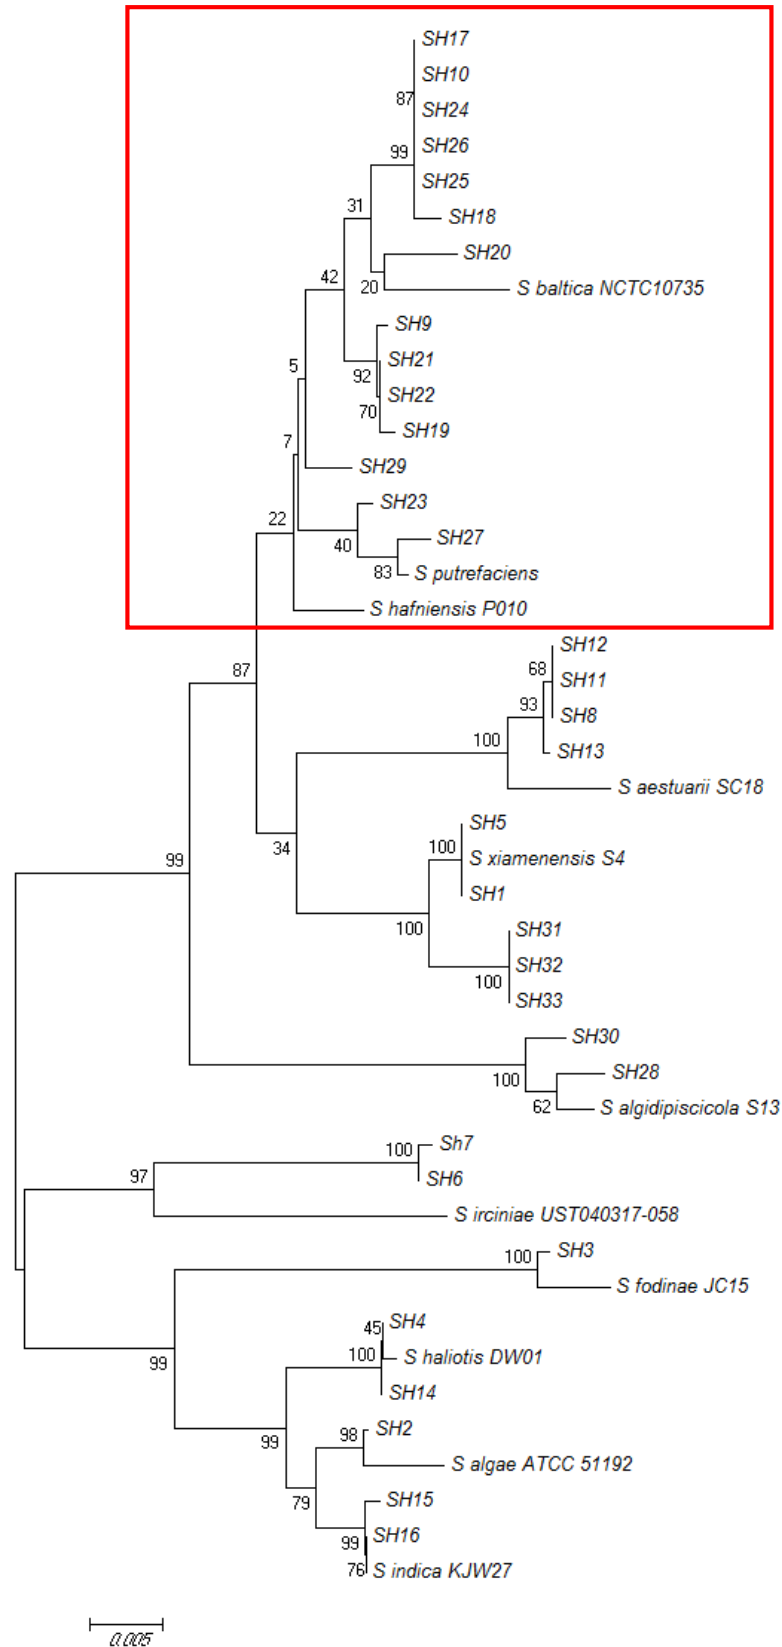 SH17
SH10
87
SH24
SH26
99
SH25
31
SH18
SH20
42
20
S baltica NCTC10735
SH9
5
SH21
92
SH22
70
SH19
7
SH29
SH23
22
SH27
40
83
S putrefaciens
S hafniensis P010
SH12
68
SH11
87
93
SH8
100
SH13
S aestuarii SC18
SH5
34
100
S xiamenensis S4
99
SH1
100
SH31
SH32
100
SH33
SH30
100
SH28
62
S algidipiscicola S13
Sh7
100
97
SH6
S irciniae UST040317-058
SH3
100
S fodinae JC15
SH4
45
99
100
S haliotis DW01
SH14
SH2
98
99
S algae ATCC 51192
79
SH15
SH16
99
76
S indica KJW27
0.005